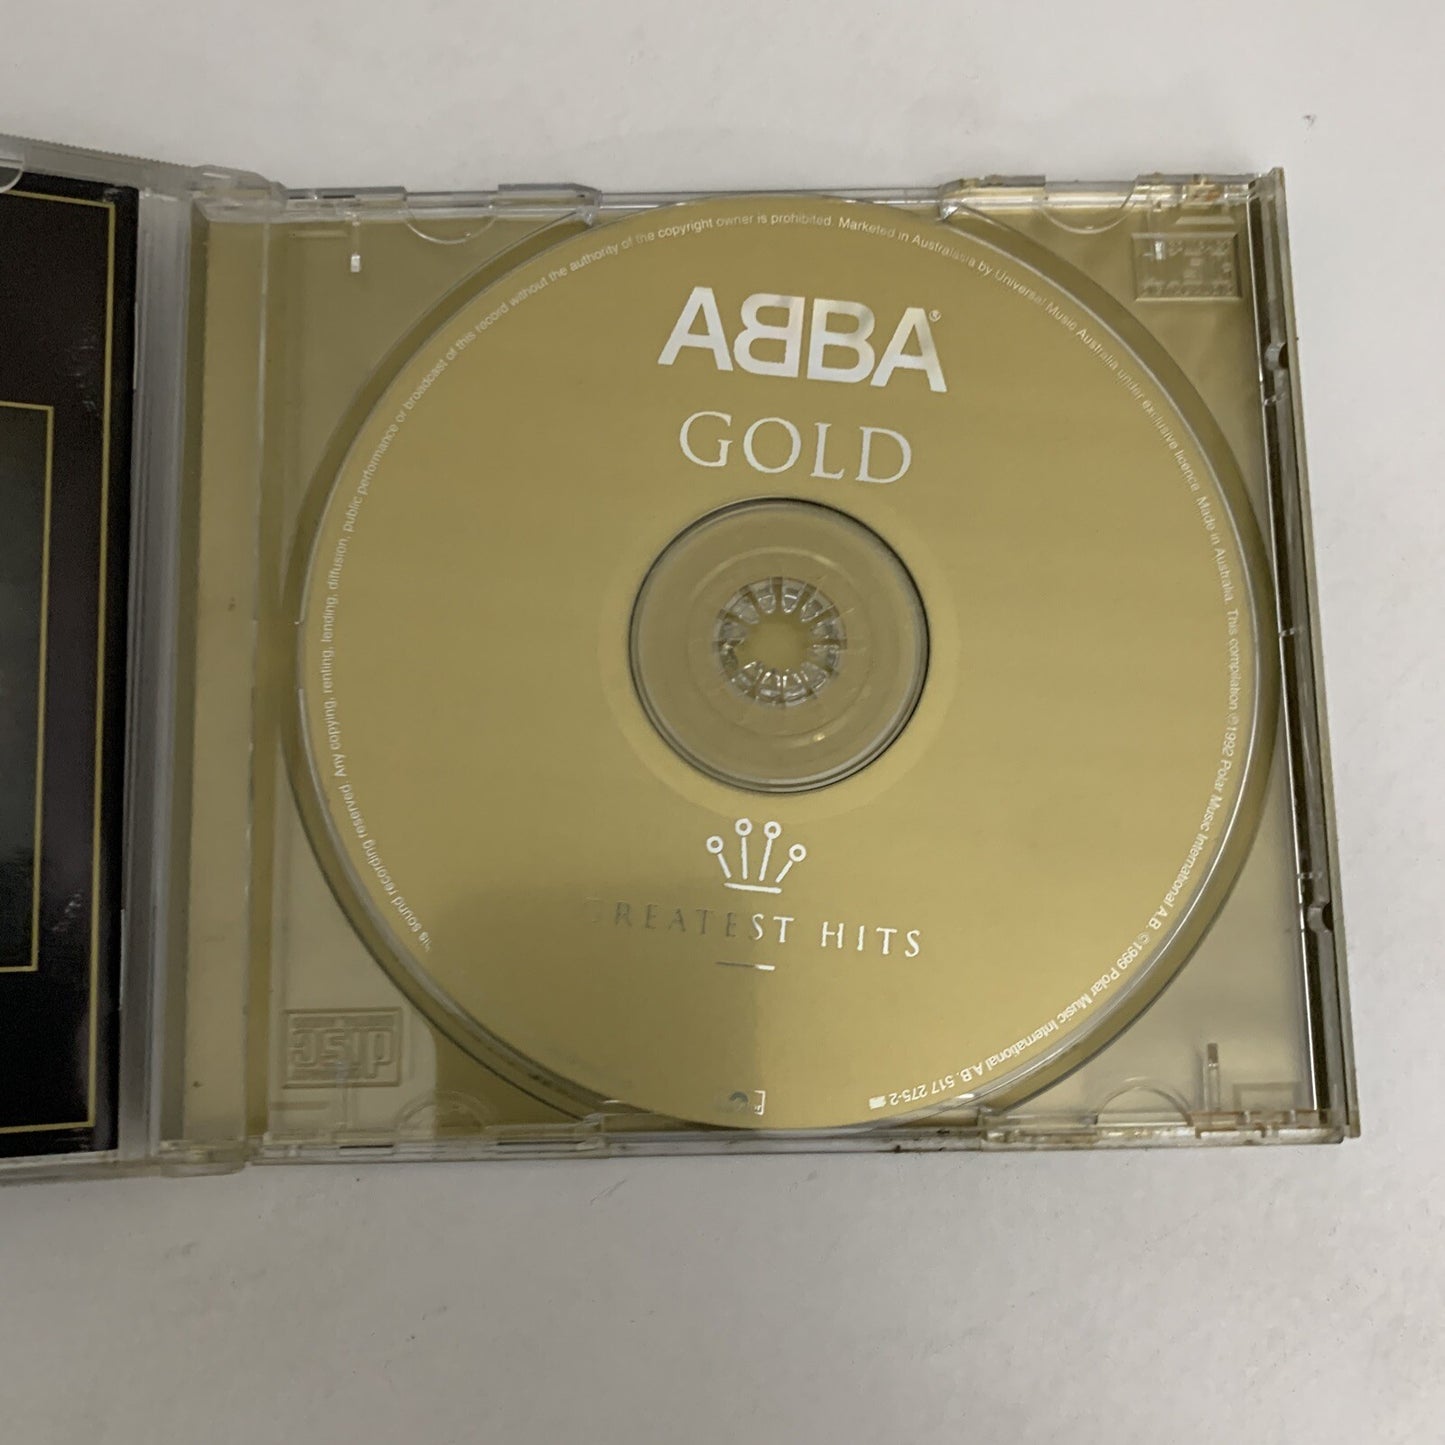 ABBA®
GOLD
GREATEST HITS
sound recording reserved. Any copying, renting, lending, diffusion, public performance or broadcast of this record without the authority of the copyright owner is prohibited. Marketed in Australasia by Universal Music Australia under exclusive licence. Made in Australia. This compilation ℗1992 Polar Music International A.B. ©1999 Polar Music International A.B. 517 275-2
disc